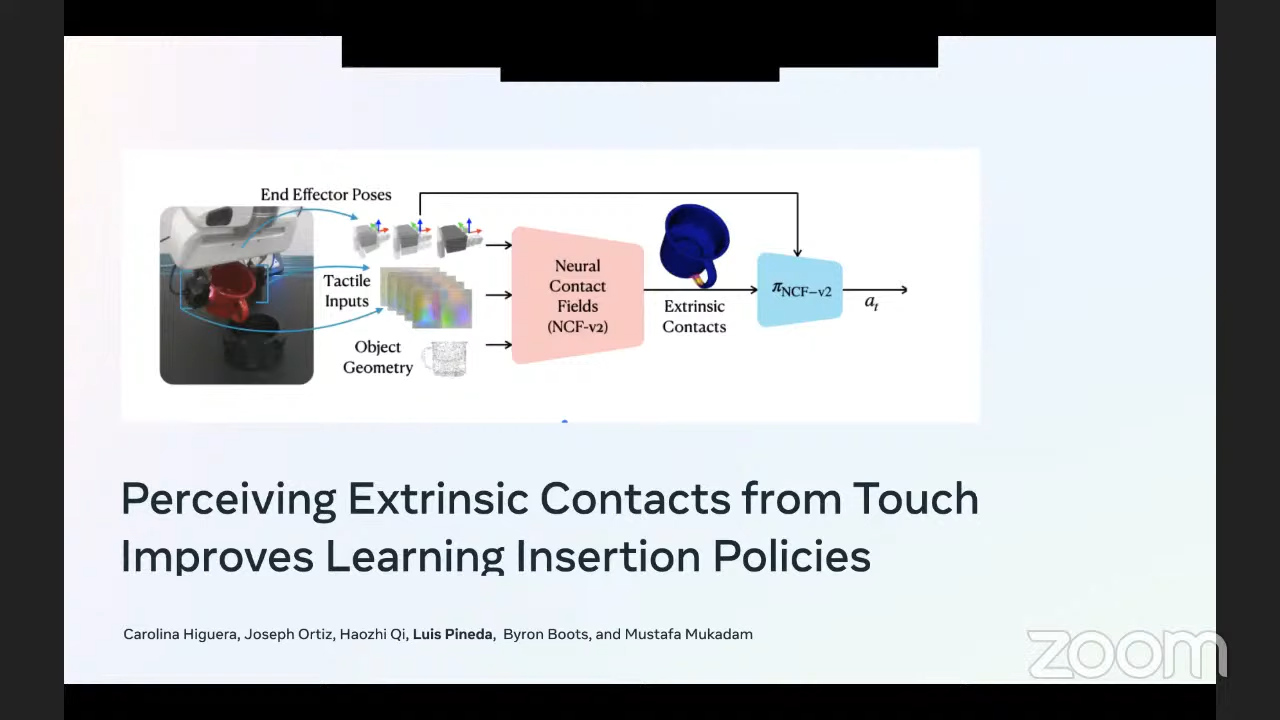 End Effector Poses
Tactile
Inputs
Object
Geometry
Neural
Contact
Fields
(NCF-v2)
Extrinsic
Contacts
πNCF−v2
at
Perceiving Extrinsic Contacts from Touch
Improves Learning Insertion Policies
Carolina Higuera, Joseph Ortiz, Haozhi Qi, Luis Pineda, Byron Boots, and Mustafa Mukadam
zoom